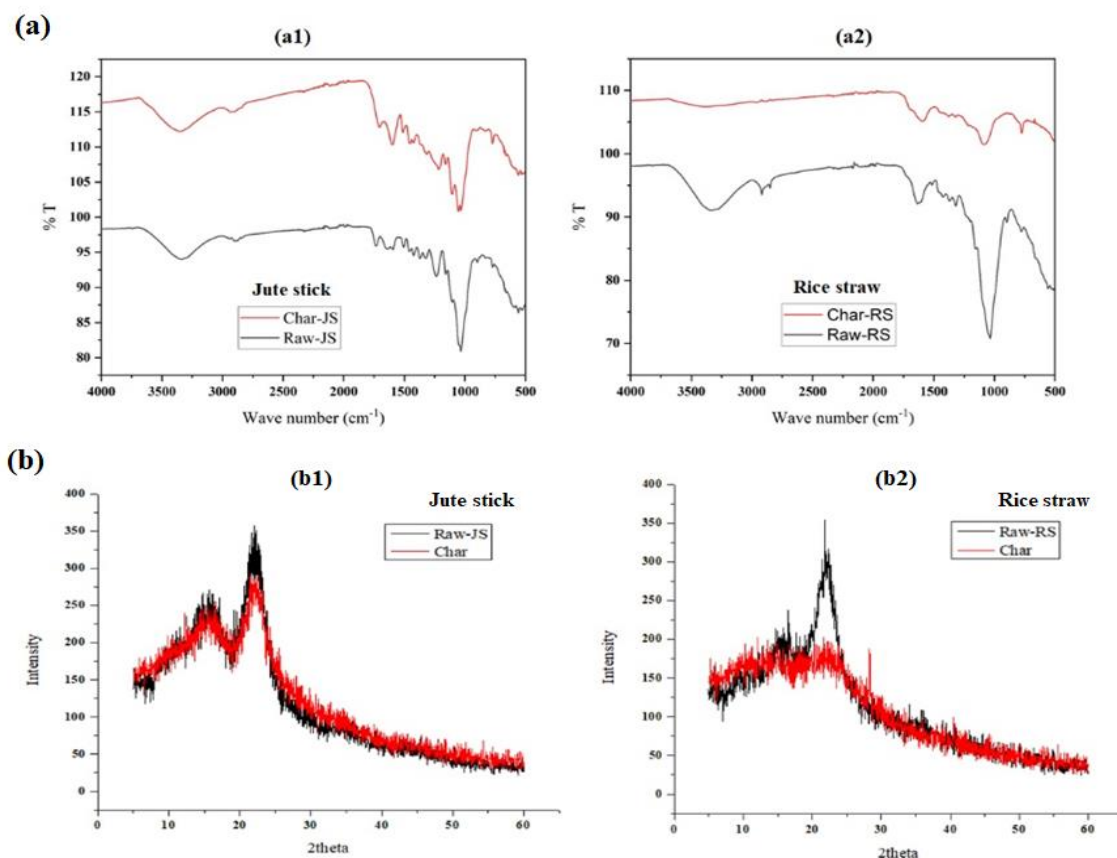 (a)
(a1)
(a2)
120
115
110
105
100
95
90
85
80
% T
Jute stick
Char-JS
Raw-JS
4000 3500 3000 2500 2000 1500 1000 500
Wave number (cm-1)
110
100
90
80
70
% T
Rice straw
Char-RS
Raw-RS
4000 3500 3000 2500 2000 1500 1000 500
Wave number (cm-1)
(b)
(b1)
Jute stick
400
350
300
250
200
150
100
50
0
Intensity
Raw-JS
Char
0 10 20 30 40 50 60
2theta
(b2)
Rice straw
400
350
300
250
200
150
100
50
0
Intensity
Raw-RS
Char
0 10 20 30 40 50 60
2theta